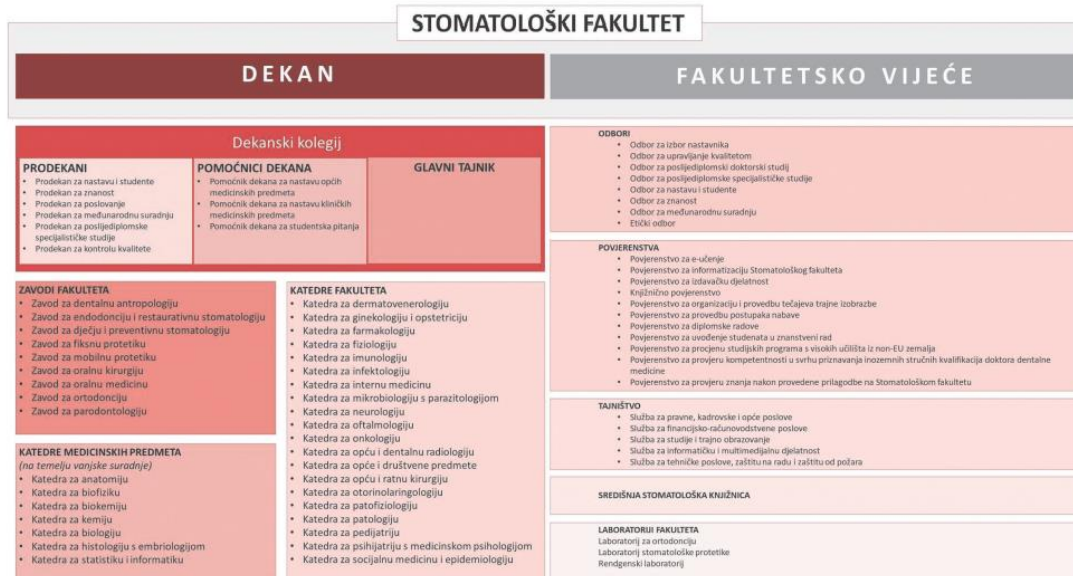 STOMATOLOŠKI FAKULTET
DEKAN
FAKULTETSKO VIJEĆE
Dekanski kolegij
PRODEKANI
• Prodekan za nastavu i studente
• Prodekan za znanost
• Prodekan za poslovanje
• Prodekan za međunarodnu suradnju
• Prodekan za poslijediplomske
specijalističke studije
• Prodekan za kontrolu kvalitete
POMOĆNICI DEKANA
• Pomoćnik dekana za nastavu općih
medicinskih predmeta
• Pomoćnik dekana za nastavu kliničkih
medicinskih predmeta
• Pomoćnik dekana za studentska pitanja
GLAVNI TAJNIK
ZAVODI FAKULTETA
• Zavod za dentalnu antropologiju
• Zavod za endodonciju i restaurativnu stomatologiju
• Zavod za dječju i preventivnu stomatologiju
• Zavod za fiksnu protetiku
• Zavod za mobilnu protetiku
• Zavod za oralnu kirurgiju
• Zavod za oralnu medicinu
• Zavod za ortodonciju
• Zavod za parodontologiju
KATEDRE MEDICINSKIH PREDMETA
(na temelju vanjske suradnje)
• Katedra za anatomiju
• Katedra za biofiziku
• Katedra za biokemiju
• Katedra za kemiju
• Katedra za biologiju
• Katedra za histologiju s embriologijom
• Katedra za statistiku i informatiku
KATEDRE FAKULTETA
• Katedra za dermatovenerologiju
• Katedra za ginekologiju i opstetriciju
• Katedra za farmakologiju
• Katedra za fiziologiju
• Katedra za imunologiju
• Katedra za infektologiju
• Katedra za internu medicinu
• Katedra za mikrobiologiju s parazitologijom
• Katedra za neurologiju
• Katedra za oftalmologiju
• Katedra za onkologiju
• Katedra za opću i dentalnu radiologiju
• Katedra za opće i društvene predmete
• Katedra za opću i ratnu kirurgiju
• Katedra za otorinolaringologiju
• Katedra za patofiziologiju
• Katedra za patologiju
• Katedra za pedijatriju
• Katedra za psihijatriju s medicinskom psihologijom
• Katedra za socijalnu medicinu i epidemiologiju
ODBORI
• Odbor za izbor nastavnika
• Odbor za upravljanje kvalitetom
• Odbor za poslijediplomski doktorski studij
• Odbor za poslijediplomske specijalističke studije
• Odbor za nastavu i studente
• Odbor za znanost
• Odbor za međunarodnu suradnju
• Etički odbor
POVJERENSTVA
• Povjerenstvo za e-učenje
• Povjerenstvo za informatizaciju Stomatološkog fakulteta
• Povjerenstvo za izdavačku djelatnost
• Knjižnično povjerenstvo
• Povjerenstvo za organizaciju i provedbu tečajeva trajne izobrazbe
• Povjerenstvo za provedbu postupaka nabave
• Povjerenstvo za diplomske radove
• Povjerenstvo za uvođenje studenata u znanstveni rad
• Povjerenstvo za procjenu studijskih programa s visokih učilišta iz non-EU zemalja
• Povjerenstvo za provjeru kompetentnosti u svrhu priznavanja inozemnih stručnih kvalifikacija doktora dentalne
medicine
• Povjerenstvo za provjeru znanja nakon provedene prilagodbe na Stomatološkom fakultetu
TAJNIŠTVO
• Služba za pravne, kadrovske i opće poslove
• Služba za financijsko-računovodstvene poslove
• Služba za studije i trajno obrazovanje
• Služba za informatičku i multimedijalnu djelatnost
• Služba za tehničke poslove, zaštitu na radu i zaštitu od požara
SREDIŠNJA STOMATOLOŠKA KNJIŽNICA
LABORATORIJI FAKULTETA
Laboratorij za ortodonciju
Laboratorij stomatološke protetike
Rendgenski laboratorij